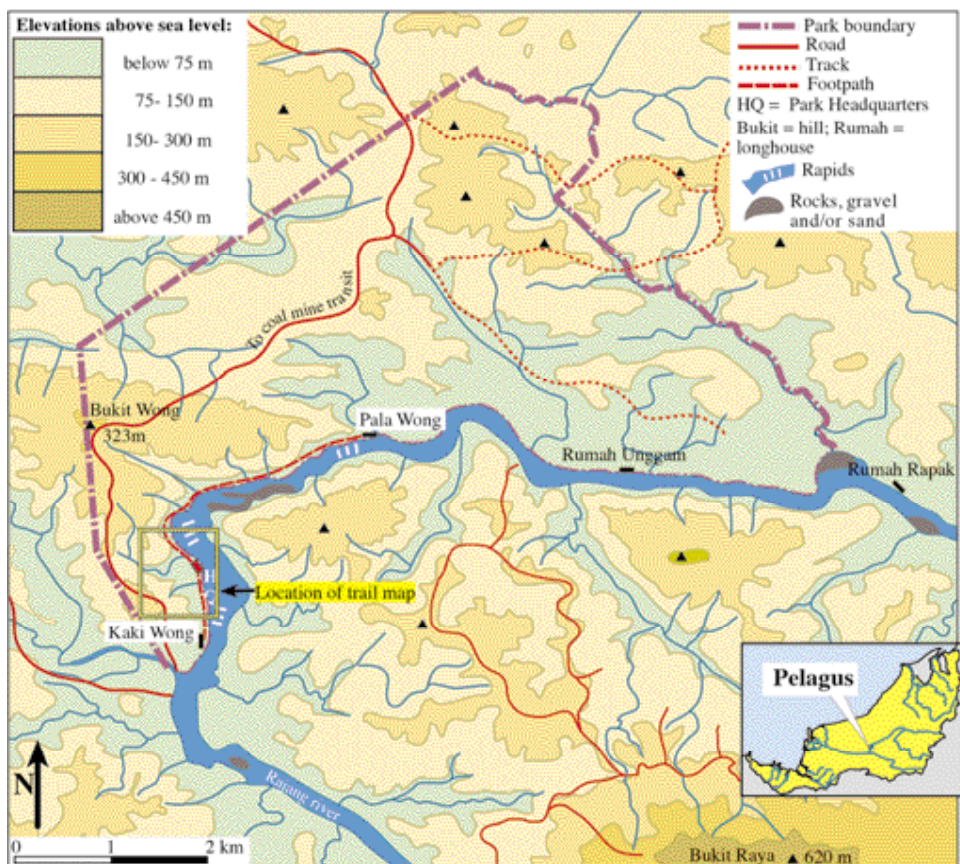 Elevations above sea level:
below 75 m
75- 150 m
150- 300 m
300 - 450 m
above 450 m
Park boundary
Road
Track
Footpath
HQ = Park Headquarters
Bukit = hill; Rumah =
longhouse
Rapids
Rocks, gravel
and/or sand
To coal mine transit
Bukit Wong
323m
Pala Wong
Rumah Unggam
Rumah Rapak
Location of trail map
Kaki Wong
Pelagus
Rajang river
N
0 1 2 km
Bukit Raya
620 m